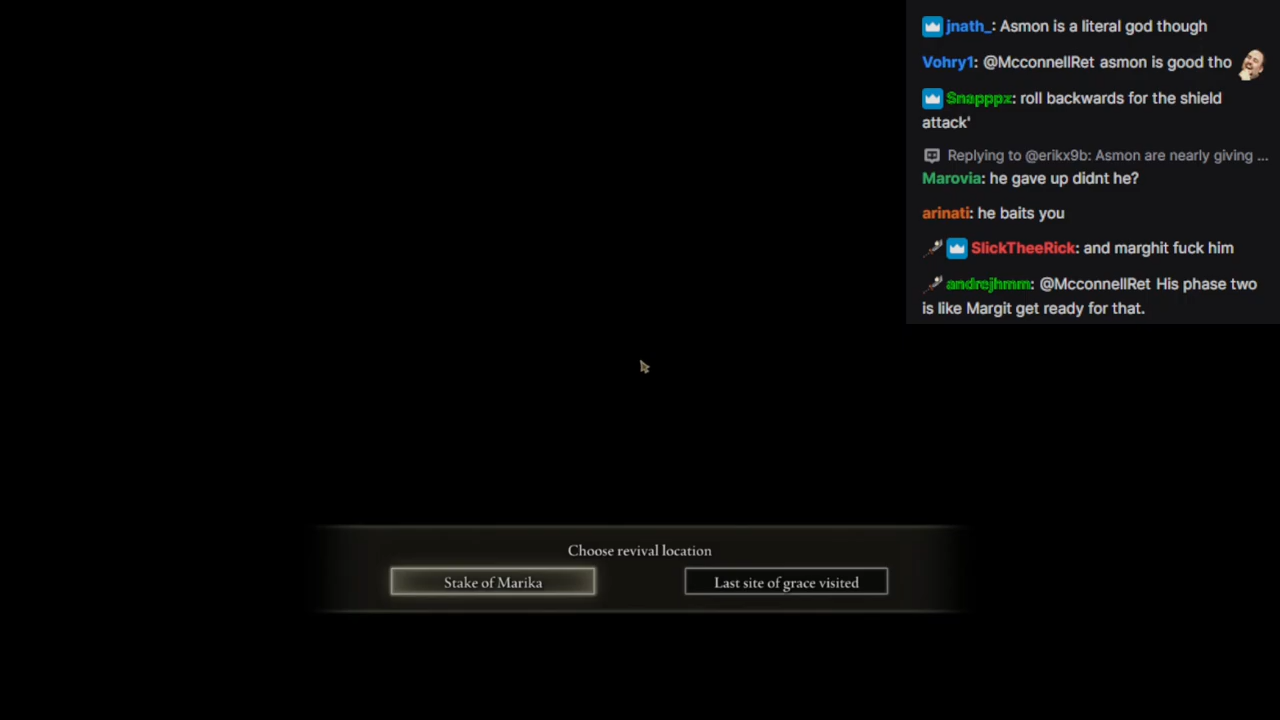 jnath_: Asmon is a literal god though
Vohry1: @McconnellRet asmon is good tho
Snapppx: roll backwards for the shield
attack'
Replying to @erikx9b: Asmon are nearly giving ...
Marovia: he gave up didnt he?
arinati: he baits you
SlickTheeRick: and marghit fuck him
andrejhmm: @McconnellRet His phase two
is like Margit get ready for that.
Choose revival location
Stake of Marika
Last site of grace visited